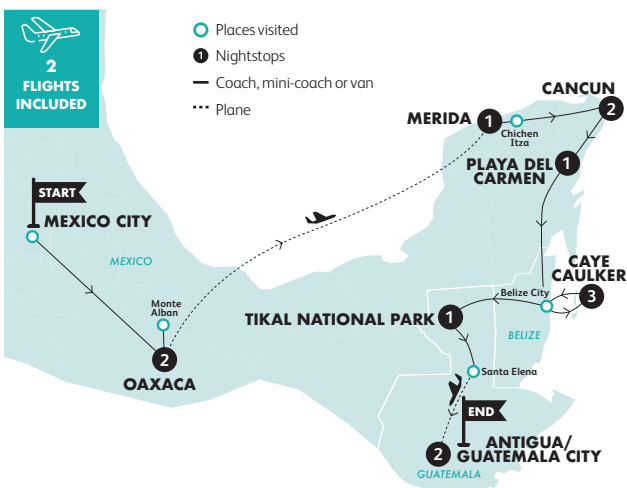 2
FLIGHTS
INCLUDED
Places visited
1 Nightstops
Coach, mini-coach or van
Plane
CANCUN
2
MERIDA 1
Chichen
Itza
PLAYA DEL
CARMEN 1
START
MEXICO CITY
MEXICO
CAYE
CAULKER
3
Belize City
BELIZE
Monte
Alban
TIKAL NATIONAL PARK 1
2
OAXACA
Santa Elena
END
ANTIGUA/
GUATEMALA CITY
2
GUATEMALA